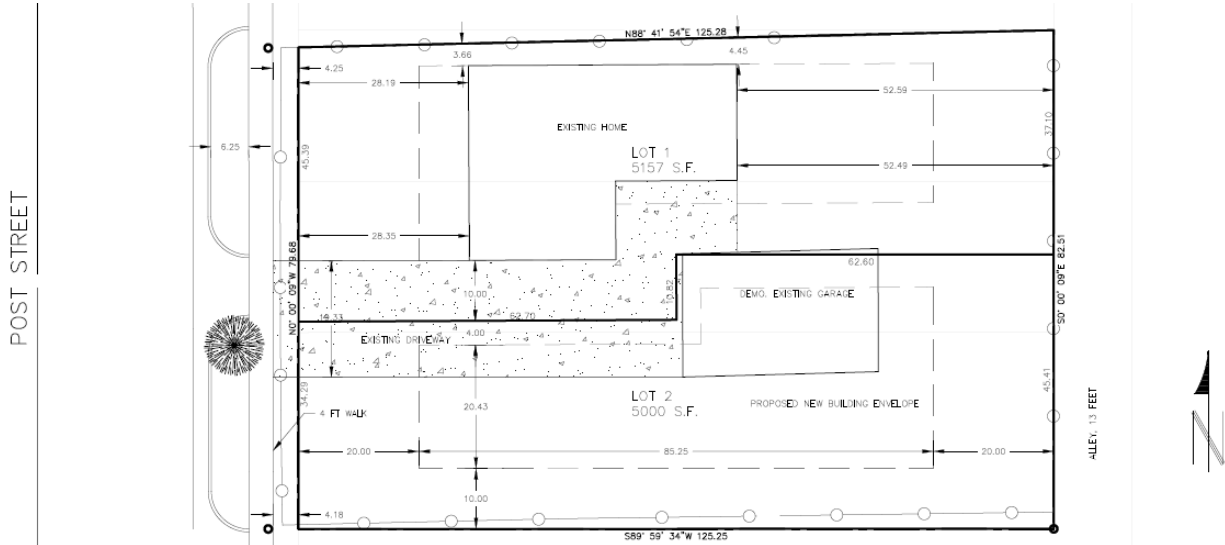 N88° 41' 54"E 125.28
4.25
3.66
4.45
28.19
52.59
EXISTING HOME
6.25
45.39
37.10
LOT 1
5157 S.F.
52.49
POST STREET
28.35
N0° 00' 09"W 79.68
S0° 00' 09"E 82.51
62.60
10.00
10.82
DEMO. EXISTING GARAGE
62.70
4.00
EXISTING DRIVEWAY
34.29
45.41
LOT 2
5000 S.F.
PROPOSED NEW BUILDING ENVELOPE
20.43
4 FT WALK
ALLEY, 13 FEET
20.00
85.25
20.00
10.00
4.18
S89° 59' 34"W 125.25
N